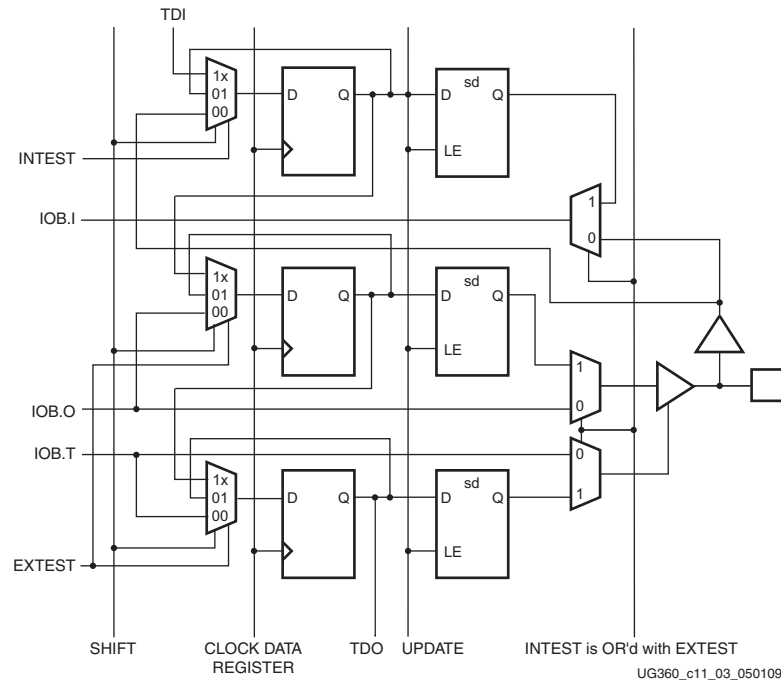 TDI
1x
01
00
D
Q
sd
D
Q
LE
INTEST
IOB.I
1
0
1x
01
00
D
Q
sd
D
Q
LE
1
0
IOB.O
IOB.T
0
1
1x
01
00
D
Q
sd
D
Q
LE
EXTEST
SHIFT
CLOCK DATA
REGISTER
TDO
UPDATE
INTEST is OR'd with EXTEST
UG360_c11_03_050109